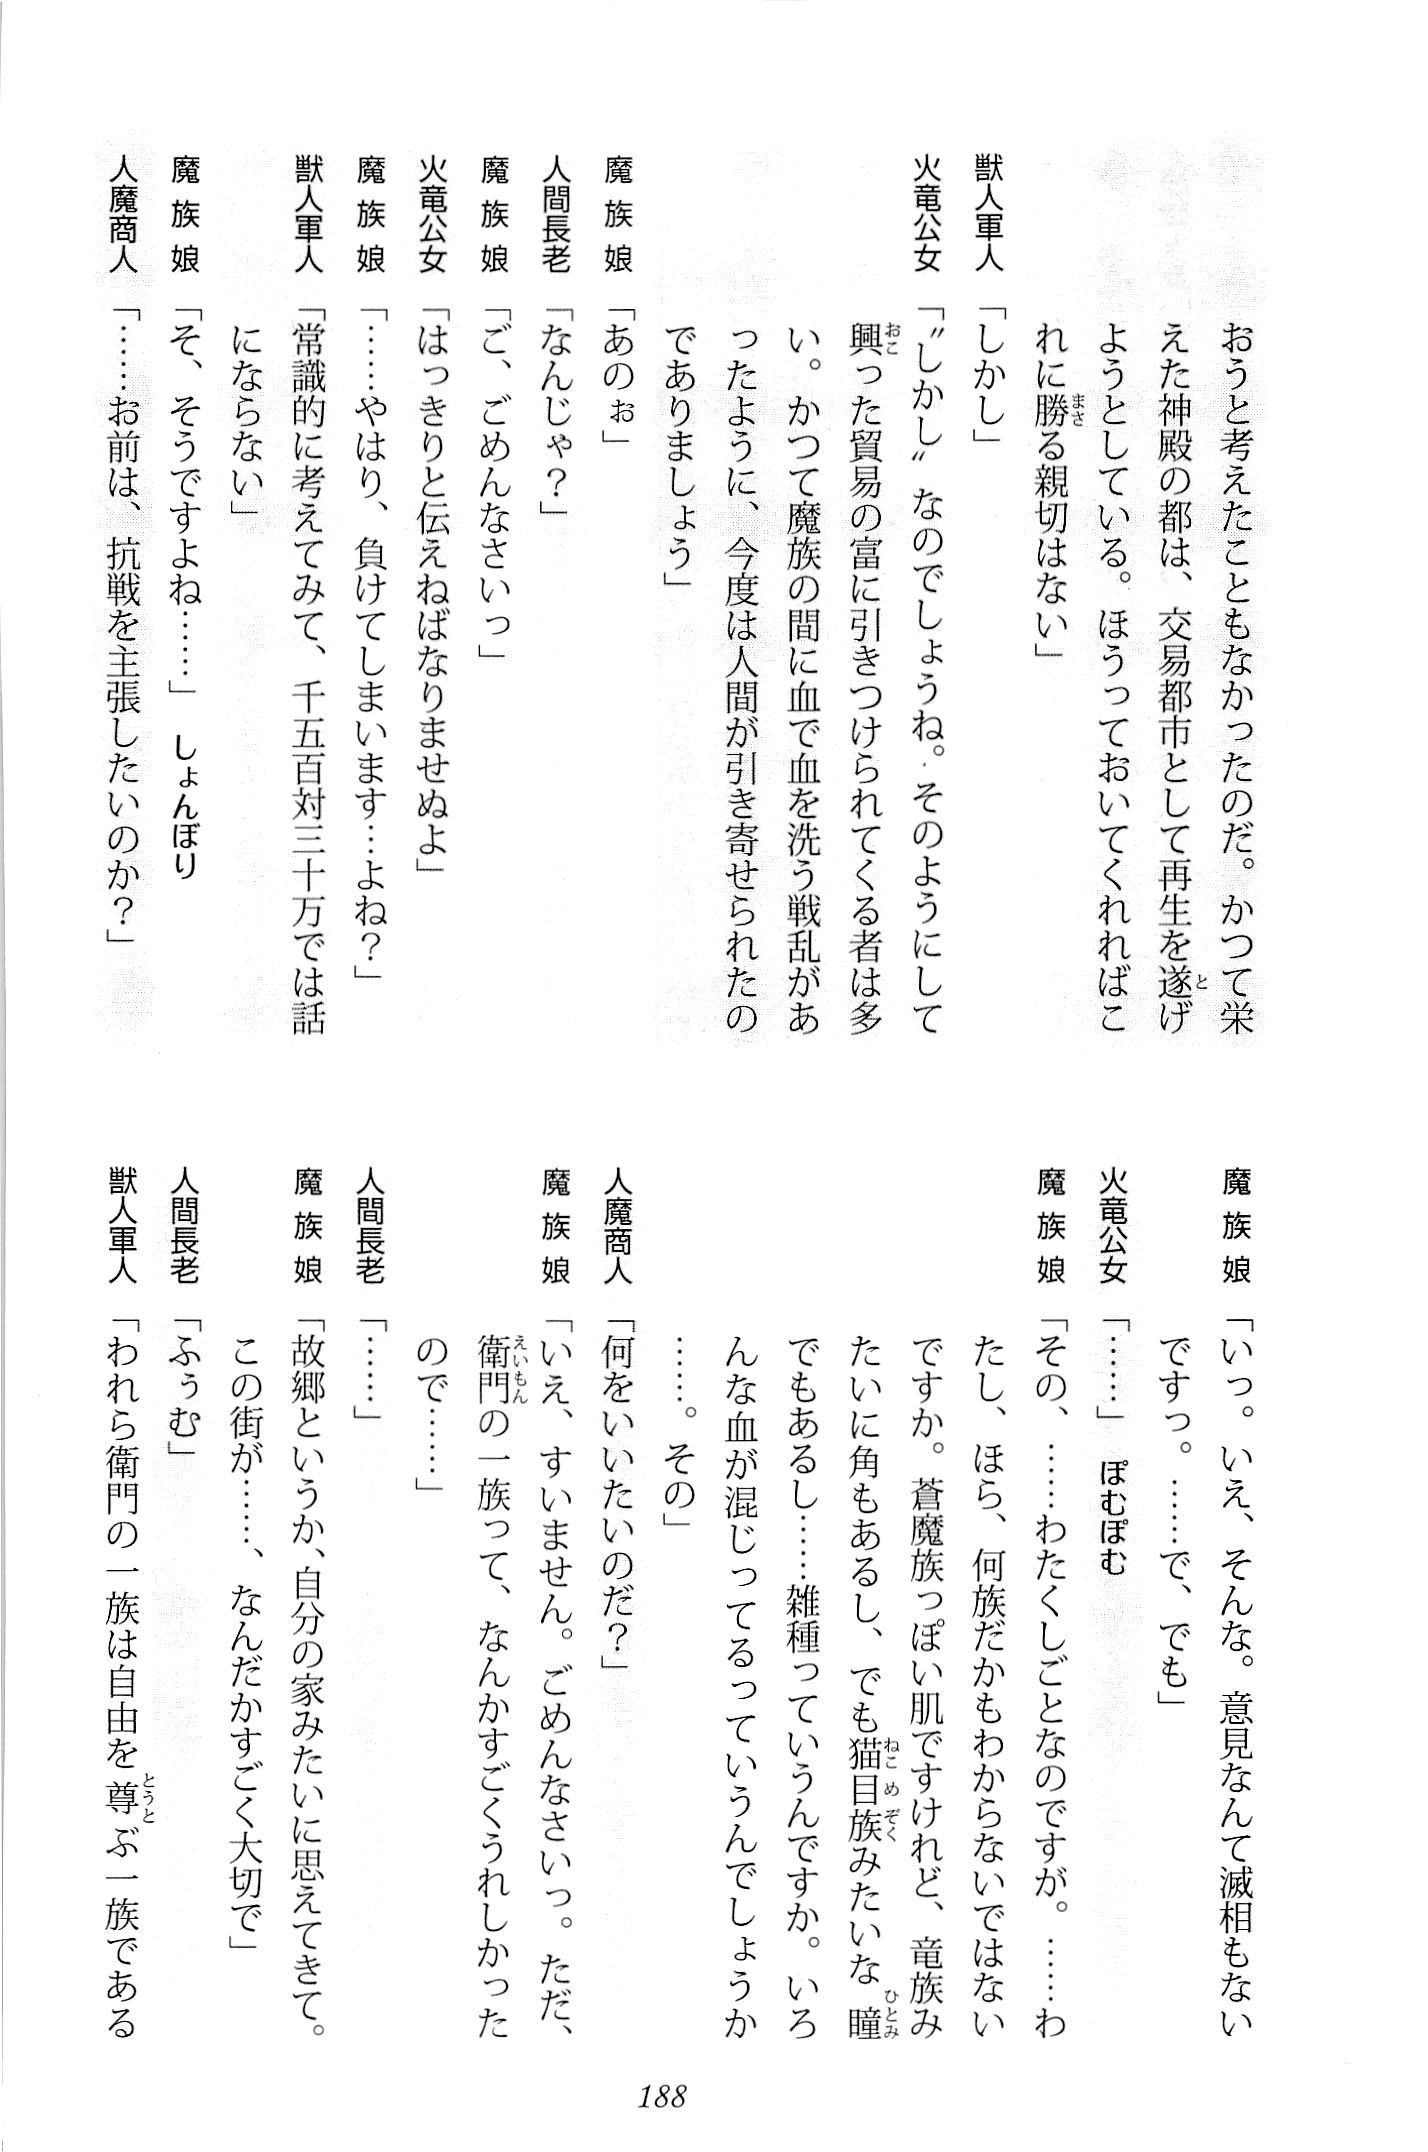 おうと考えたこともなかったのだ。かつて栄
えた神殿の都は、交易都市として再生を遂げ
ようとしている。ほうっておいてくれればこ
れに勝る親切はない」
獣人軍人「しかし」
火竜公女「〝しかし〟なのでしょうね。そのようにして
興った貿易の富に引きつけられてくる者は多
い。かつて魔族の間に血で血を洗う戦乱があ
ったように、今度は人間が引き寄せられたの
でありましょう」
魔族娘「あのぉ」
人間長老「なんじゃ？」
魔族娘「ご、ごめんなさいっ」
火竜公女「はっきりと伝えねばなりませぬよ」
魔族娘「……やはり、負けてしまいます…よね？」
獣人軍人「常識的に考えてみて、千五百対三十万では話
にならない」
魔族娘「そ、そうですよね……」しょんぼり
人魔商人「……お前は、抗戦を主張したいのか？」
魔族娘「いっ。いえ、そんな。意見なんて滅相もない
ですっ。……で、でも」
火竜公女「……」ぽむぽむ
魔族娘「その、……わたくしごとなのですが。……わ
たし、ほら、何族だかもわからないではない
ですか。蒼魔族っぽい肌ですけれど、竜族み
たいに角もあるし、でも猫目族みたいな瞳
でもあるし……雑種っていうんですか。いろ
んな血が混じってるっていうんでしょうか
……。その」
人魔商人「何をいいたいのだ？」
魔族娘「いえ、すいません。ごめんなさいっ。ただ、
衛門の一族って、なんかすごくうれしかった
ので……」
人間長老「……」
魔族娘「故郷というか、自分の家みたいに思えてきて。
この街が……、なんだかすごく大切で」
人間長老「ふぅむ」
獣人軍人「われら衛門の一族は自由を尊ぶ一族である
188